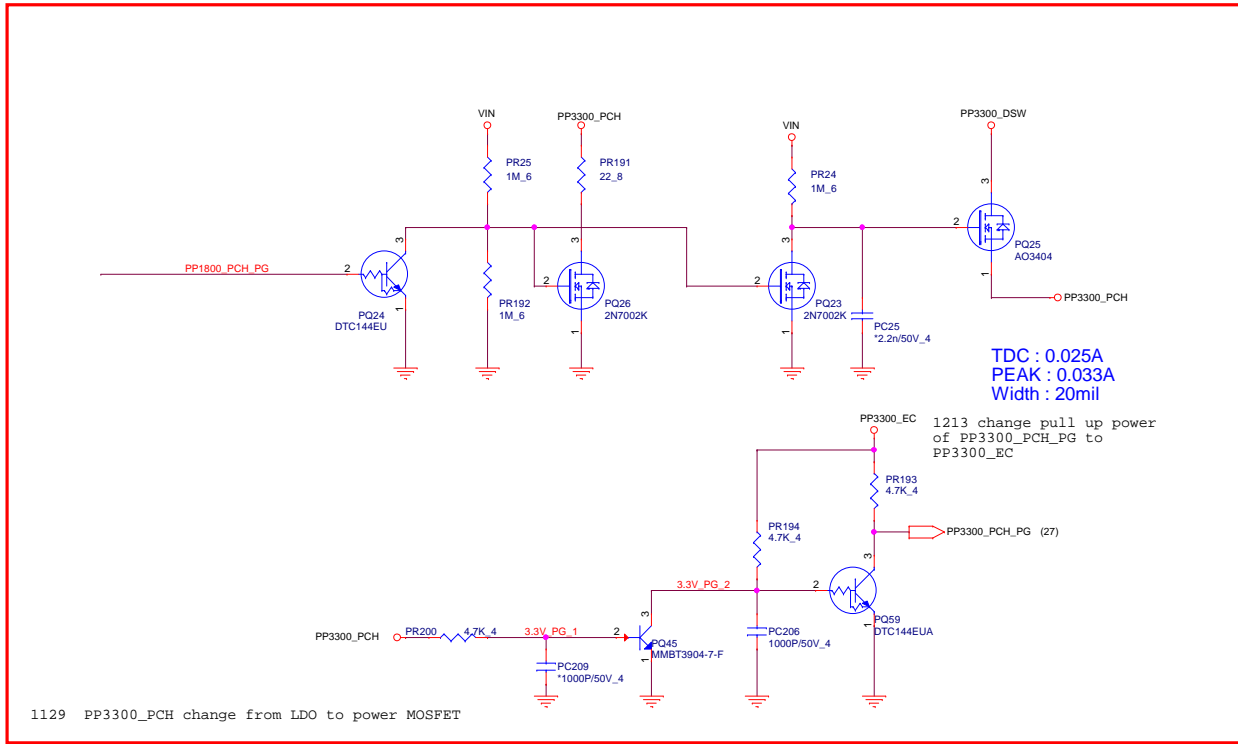 VIN
PP3300_PCH
VIN
PP3300_DSW
PR25
1M_6
PR191
22_8
PR24
1M_6
3
2
PQ25
AO3404
1
PP3300_PCH
PP1800_PCH_PG
2
3
1
PQ24
DTC144EU
PR192
1M_6
3
2
1
PQ26
2N7002K
3
2
1
PQ23
2N7002K
PC25
*2.2n/50V_4
TDC : 0.025A
PEAK : 0.033A
Width : 20mil
PP3300_EC
1213 change pull up power
of PP3300_PCH_PG to
PP3300_EC
PR193
4.7K_4
PR194
4.7K_4
PP3300_PCH_PG (27)
3
2
1
PQ59
DTC144EUA
3.3V_PG_2
PP3300_PCH
PR200
4.7K_4
3.3V_PG_1
2
3
1
PQ45
MMBT3904-7-F
PC206
1000P/50V_4
PC209
*1000P/50V_4
1129 PP3300_PCH change from LDO to power MOSFET